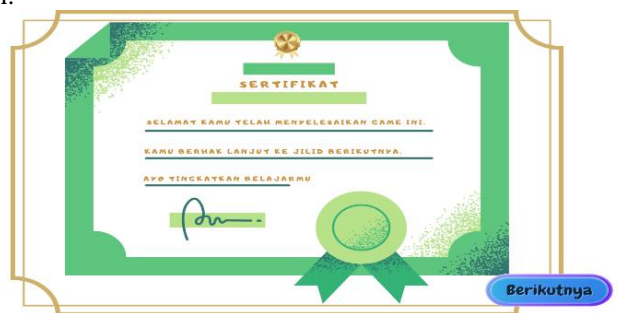 SERTIFIKAT
SELAMAT KAMU TELAH MENYELESAIKAN GAME INI.
KAMU BERHAK LANJUT KE JILID BERIKUTNYA.
AYO TINGKATKAN BELAJARMU
Berikutnya